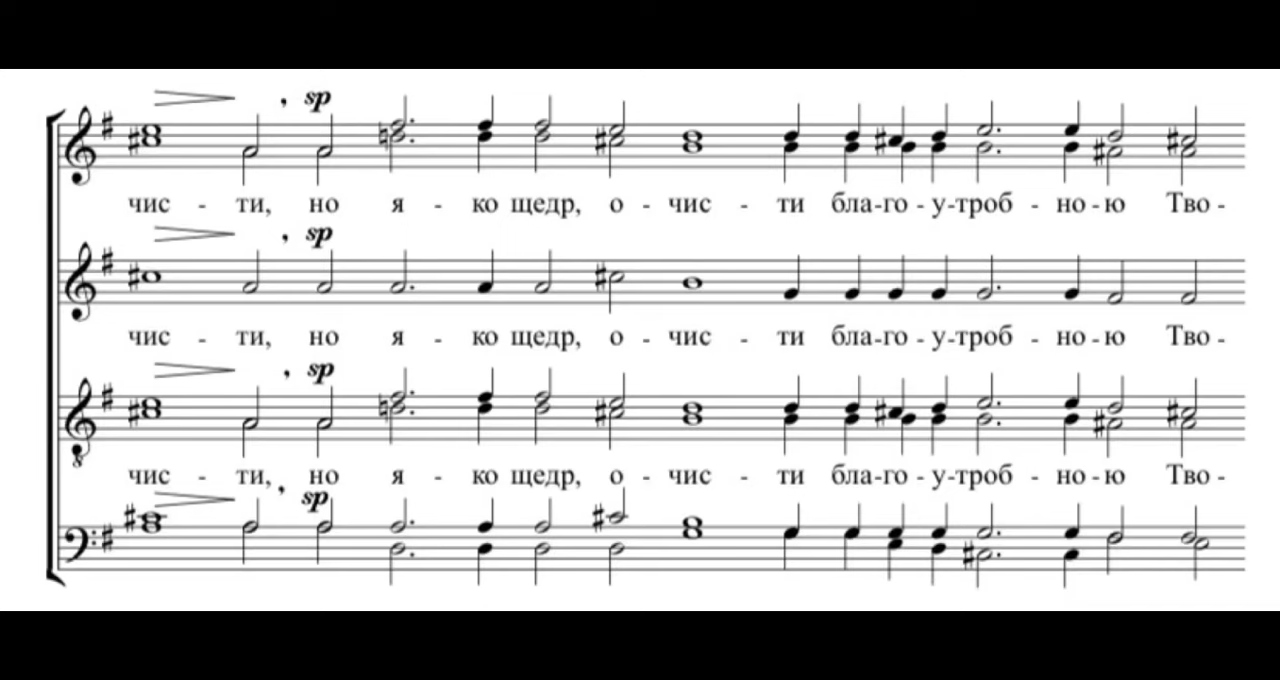 sp
чис - ти, но я - ко щедр, о - чис - ти бла-го - у-троб - но-ю Тво-
sp
чис - ти, но я - ко щедр, о - чис - ти бла-го - у-троб - но-ю Тво-
sp
чис - ти, но я - ко щедр, о - чис - ти бла-го - у-троб - но-ю Тво-
sp
8